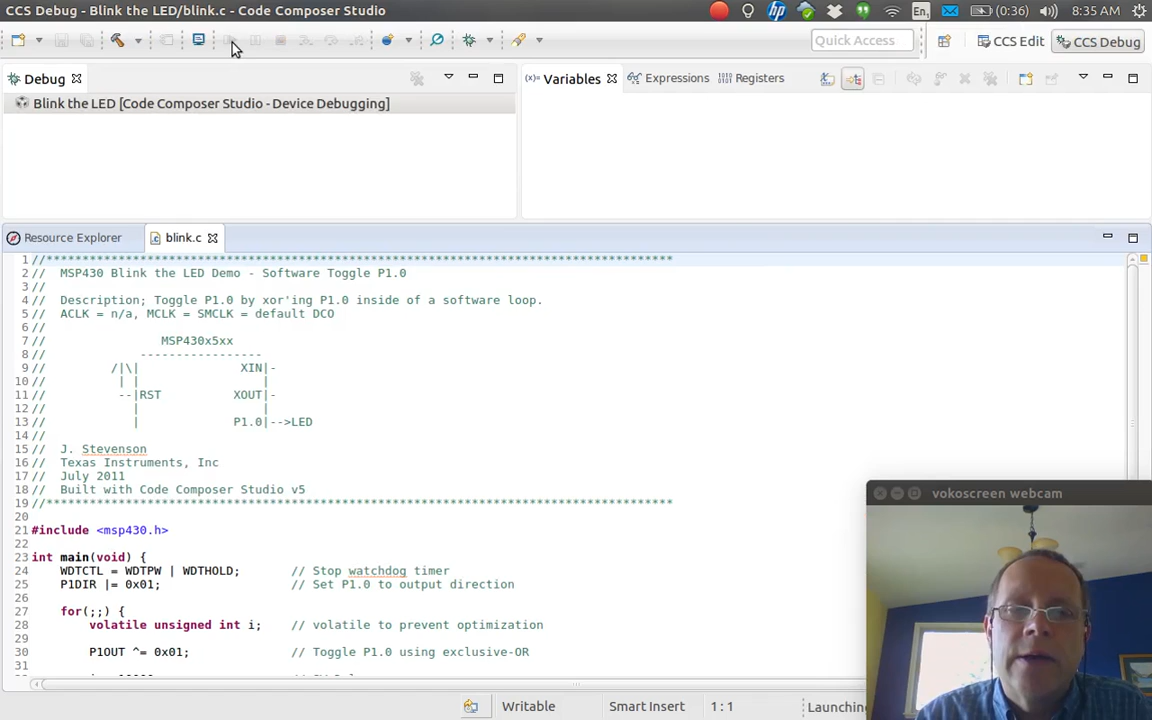 CCS Debug - Blink the LED/blink.c - Code Composer Studio
En1
(0:36)
8:35 AM
Quick Access
CCS Edit
CCS Debug
Debug
(x)= Variables
Expressions
Registers
Blink the LED [Code Composer Studio - Device Debugging]
Resource Explorer
blink.c
1 //*************************************************************************************
2 //  MSP430 Blink the LED Demo - Software Toggle P1.0
3 //
4 //  Description; Toggle P1.0 by xor'ing P1.0 inside of a software loop.
5 //  ACLK = n/a, MCLK = SMCLK = default DCO
6 //
7 //                MSP430x5xx
8 //             -----------------
9 //         /|\|              XIN|-
10 //          | |                 |
11 //          --|RST          XOUT|-
12 //            |                 |
13 //            |             P1.0|-->LED
14 //
15 //  J. Stevenson
16 //  Texas Instruments, Inc
17 //  July 2011
18 //  Built with Code Composer Studio v5
19 //*************************************************************************************
20
21 #include <msp430.h>
22
23 int main(void) {
24     WDTCTL = WDTPW | WDTHOLD;       // Stop watchdog timer
25     P1DIR |= 0x01;                  // Set P1.0 to output direction
26
27     for(;;) {
28         volatile unsigned int i;    // volatile to prevent optimization
29
30         P1OUT ^= 0x01;              // Toggle P1.0 using exclusive-OR
31
vokoscreen webcam
Writable
Smart Insert
1 : 1
Launching